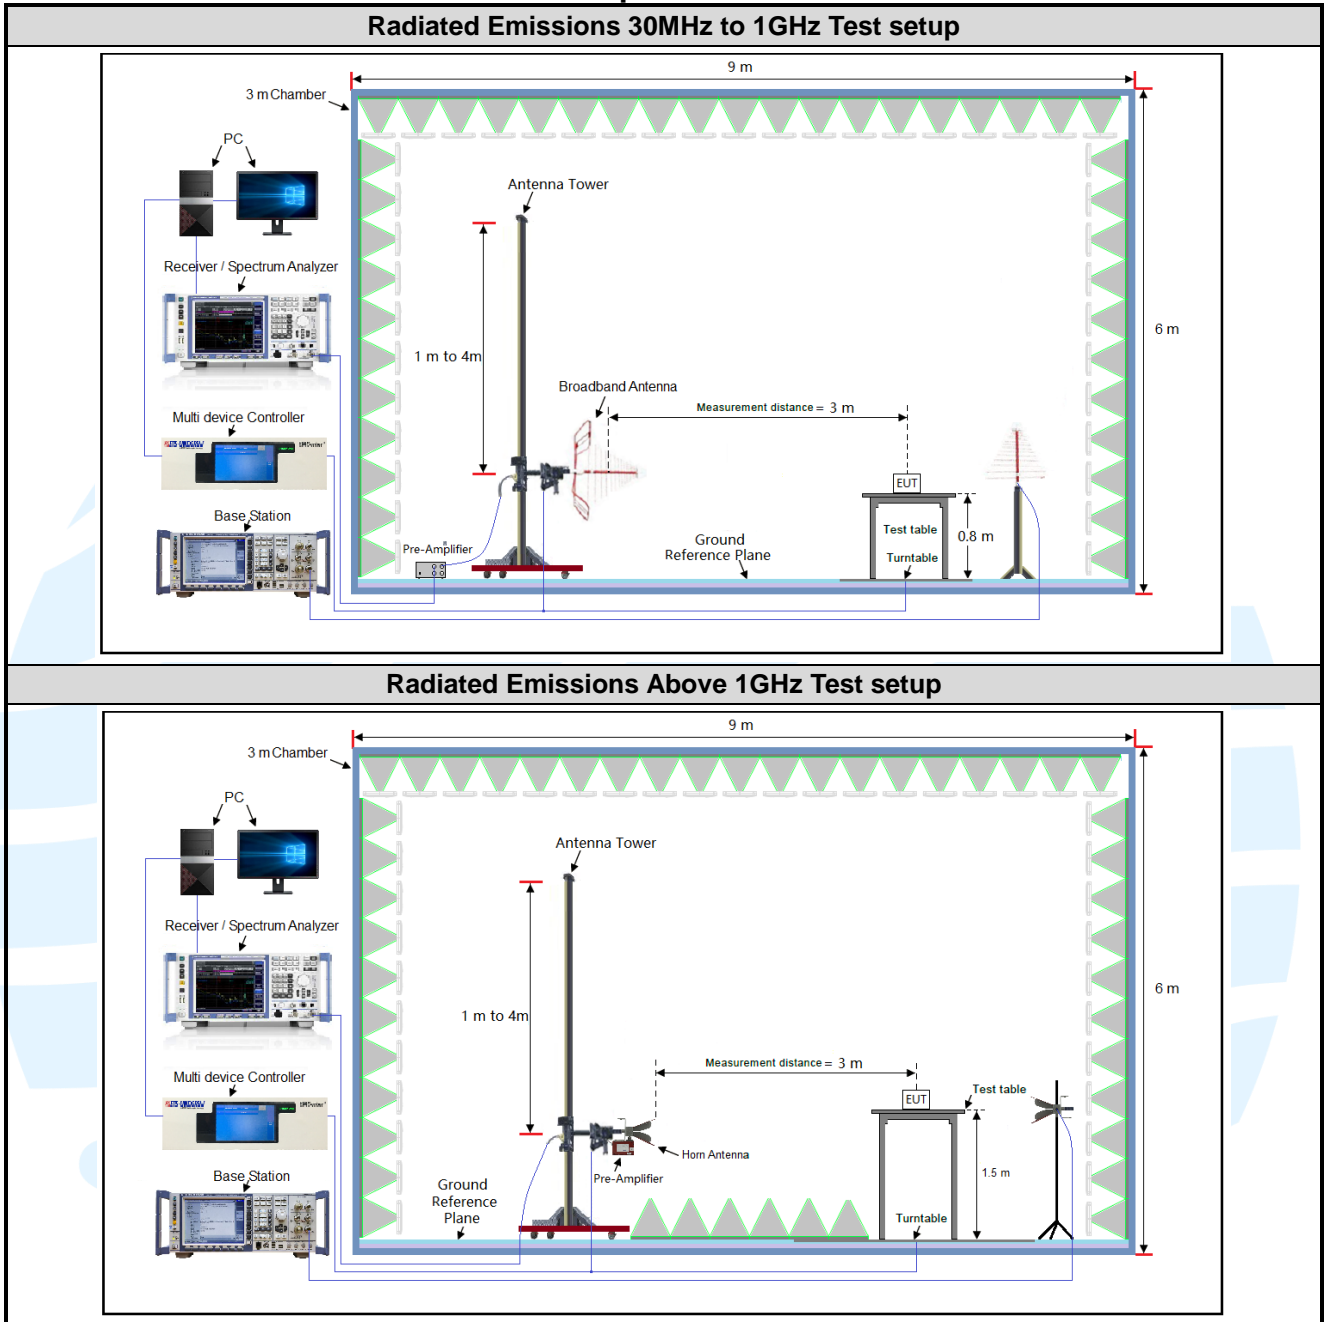 Radiated Emissions 30MHz to 1GHz Test setup
9 m
3 m Chamber
PC
Antenna Tower
Receiver / Spectrum Analyzer
6 m
1 m to 4m
Broadband Antenna
Measurement distance = 3 m
Multi device Controller
EUT
Base Station
Test table
0.8 m
Ground
Reference Plane
Pre-Amplifier
Turntable
Radiated Emissions Above 1GHz Test setup
9 m
3 m Chamber
PC
Antenna Tower
Receiver / Spectrum Analyzer
6 m
1 m to 4m
Measurement distance = 3 m
Multi device Controller
Test table
EUT
Horn Antenna
Pre-Amplifier
1.5 m
Base Station
Ground
Reference
Plane
Turntable